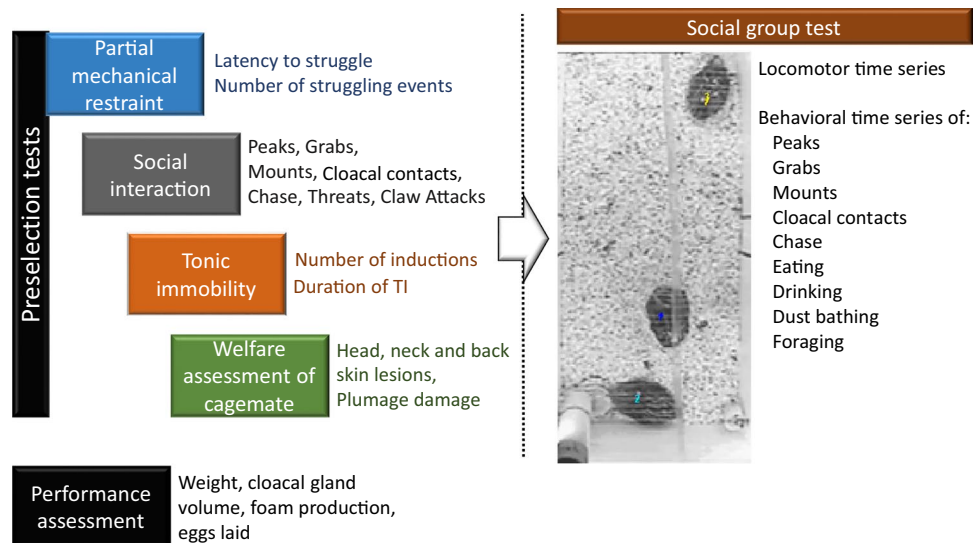 Preselection tests
Partial
mechanical
restraint
Latency to struggle
Number of struggling events
Social
interaction
Peaks, Grabs,
Mounts, Cloacal contacts,
Chase, Threats, Claw Attacks
Tonic
immobility
Number of inductions
Duration of TI
Welfare
assessment of
cagemate
Head, neck and back
skin lesions,
Plumage damage
Performance
assessment
Weight, cloacal gland
volume, foam production,
eggs laid
Social group test
Locomotor time series
Behavioral time series of:
Peaks
Grabs
Mounts
Cloacal contacts
Chase
Eating
Drinking
Dust bathing
Foraging